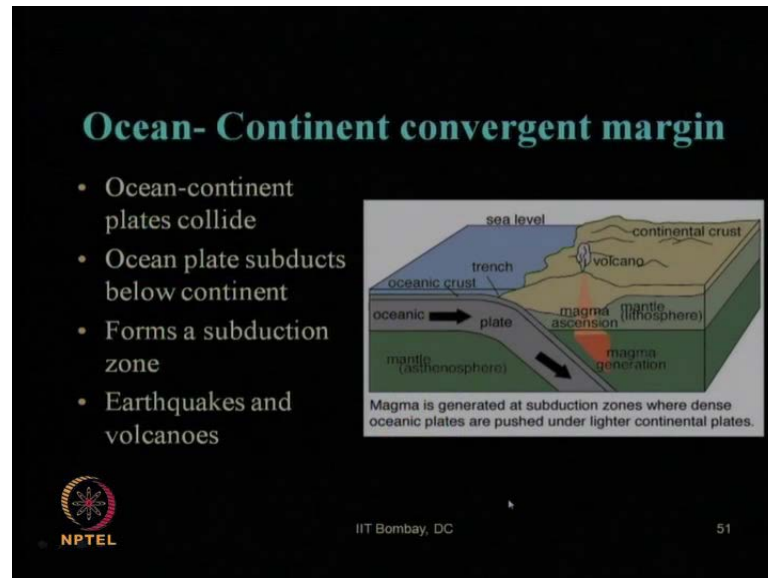 Ocean- Continent convergent margin
• Ocean-continent
plates collide
• Ocean plate subducts
below continent
• Forms a subduction
zone
• Earthquakes and
volcanoes
sea level
continental crust
volcano
trench
oceanic crust
oceanic
plate
magma
ascension
mantle
(lithosphere)
mantle
(asthenosphere)
magma
generation
Magma is generated at subduction zones where dense
oceanic plates are pushed under lighter continental plates.
NPTEL
IIT Bombay, DC
51